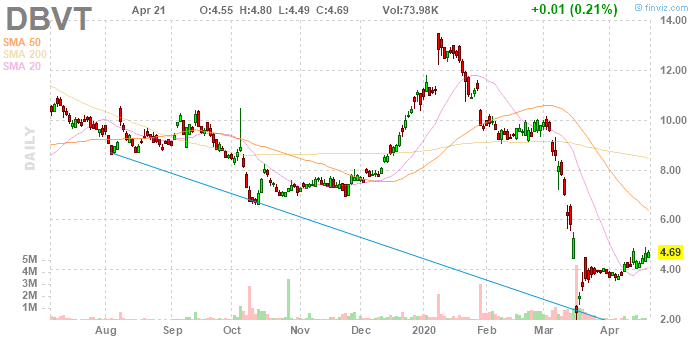 DBVT
Apr 21 O:4.55 H:4.80 L:4.49 C:4.69 Vol:73.98K +0.01 (0.21%)
© finviz.com
SMA 50
SMA 200
SMA 20
DAILY
14.00
12.00
10.00
8.00
6.00
4.69
4.00
2.00
5M
4M
3M
2M
1M
Aug Sep Oct Nov Dec 2020 Feb Mar Apr